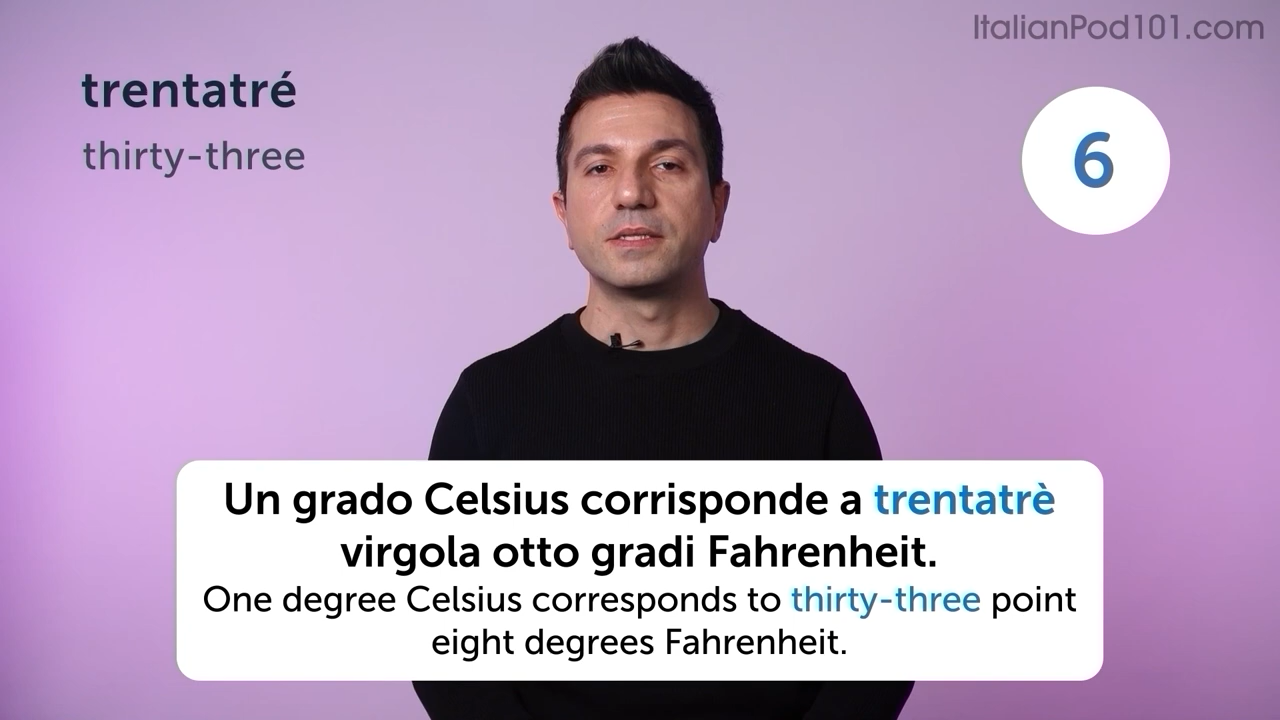 ItalianPod101.com
trentatré
thirty-three
6
Un grado Celsius corrisponde a trentatrè
virgola otto gradi Fahrenheit.
One degree Celsius corresponds to thirty-three point
eight degrees Fahrenheit.